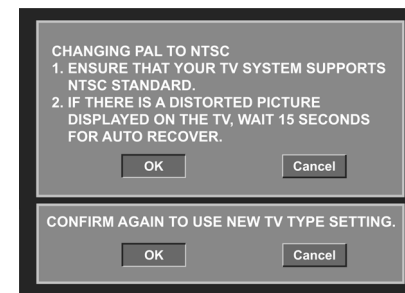 CHANGING PAL TO NTSC
1. ENSURE THAT YOUR TV SYSTEM SUPPORTS
NTSC STANDARD.
2. IF THERE IS A DISTORTED PICTURE
DISPLAYED ON THE TV, WAIT 15 SECONDS
FOR AUTO RECOVER.
OK Cancel
CONFIRM AGAIN TO USE NEW TV TYPE SETTING.
OK Cancel